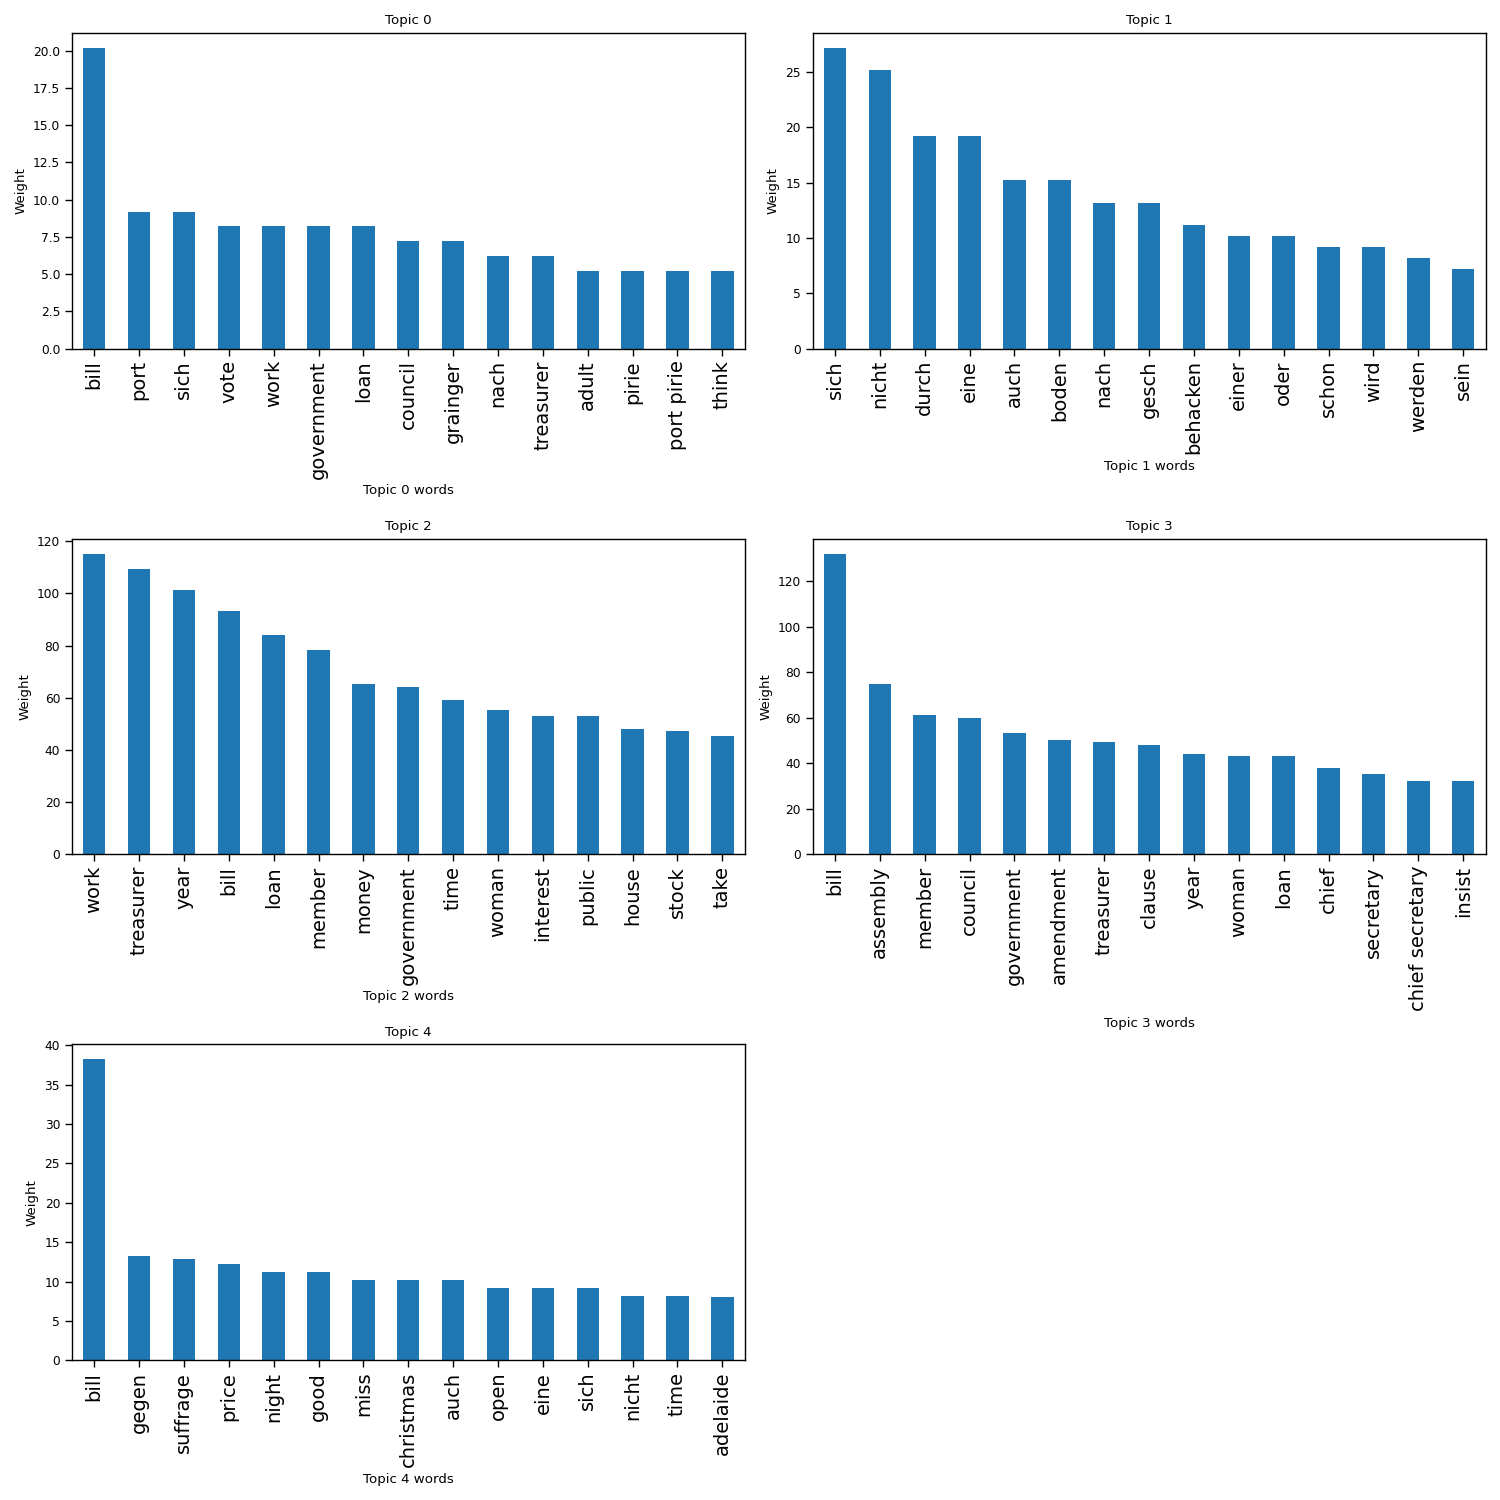 Topic 0
20.0
17.5
15.0
12.5
10.0
7.5
5.0
2.5
0.0
Weight
bill port sich vote work government loan council grainger nach treasurer adult pirie port pirie think
Topic 0 words
Topic 1
25
20
15
10
5
0
Weight
sich nicht durch eine auch boden nach gesch behacken einer oder schon wird werden sein
Topic 1 words
Topic 2
120
100
80
60
40
20
0
Weight
work treasurer year bill loan member money government time woman interest public house stock take
Topic 2 words
Topic 3
120
100
80
60
40
20
0
Weight
bill assembly member council government amendment treasurer clause year woman loan chief secretary chief secretary insist
Topic 3 words
Topic 4
40
35
30
25
20
15
10
5
0
Weight
bill gegen suffrage price night good miss christmas auch open eine sich nicht time adelaide
Topic 4 words